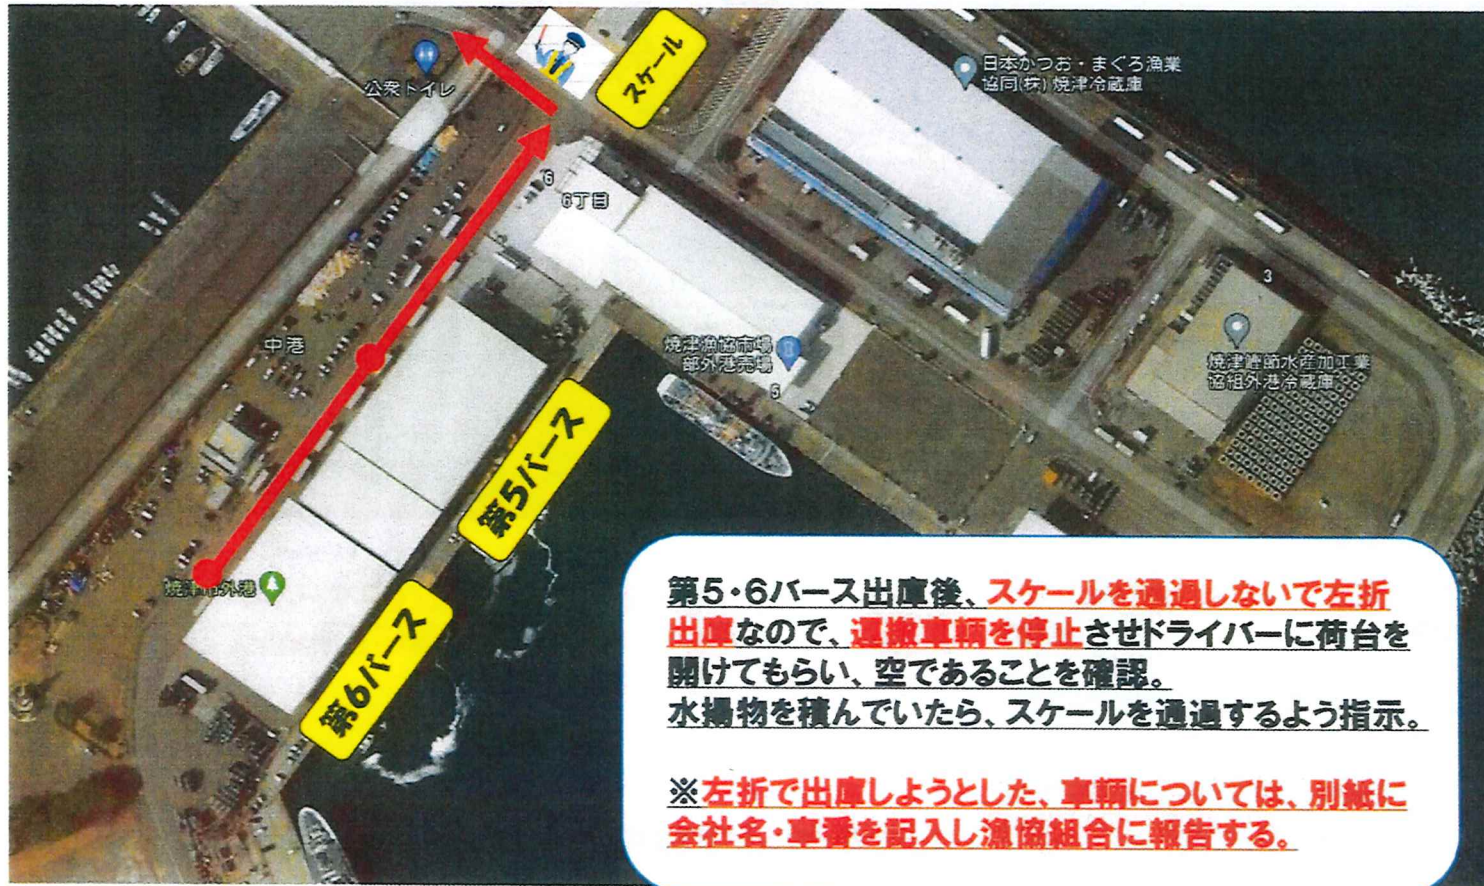 スケール
日本かつお・まぐろ漁業
協同(株)焼津冷蔵庫
公衆トイレ
6
6丁目
3
中港
焼津漁協市場
部外港売場
5
焼津鰹節水産加工業
協組外港冷蔵庫
第5バース
焼津市外港
第6バース
第5・6バース出庫後、スケールを通過しないで左折
出庫なので、運搬車輌を停止させドライバーに荷台を
開けてもらい、空であることを確認。
水揚物を積んでいたら、スケールを通過するよう指示。
※左折で出庫しようとした、車輌については、別紙に
会社名・車番を記入し漁協組合に報告する。